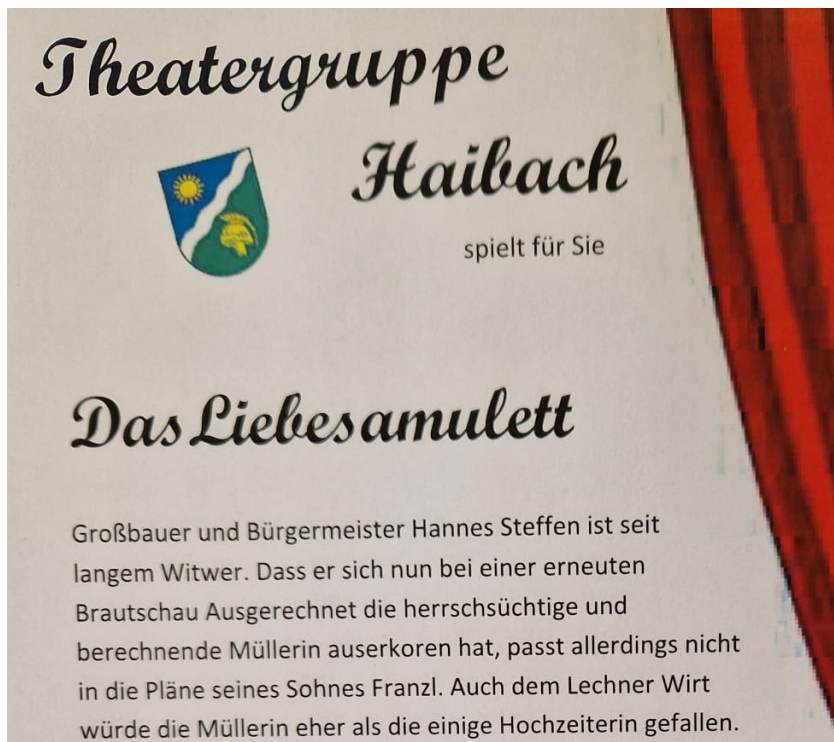 Theatergruppe
Haibach
spielt für Sie
Das Liebesamulett
Großbauer und Bürgermeister Hannes Steffen ist seit
langem Witwer. Dass er sich nun bei einer erneuten
Brautschau Ausgerechnet die herrschsüchtige und
berechnende Müllerin auserkoren hat, passt allerdings nicht
in die Pläne seines Sohnes Franzl. Auch dem Lechner Wirt
würde die Müllerin eher als die einige Hochzeiterin gefallen.